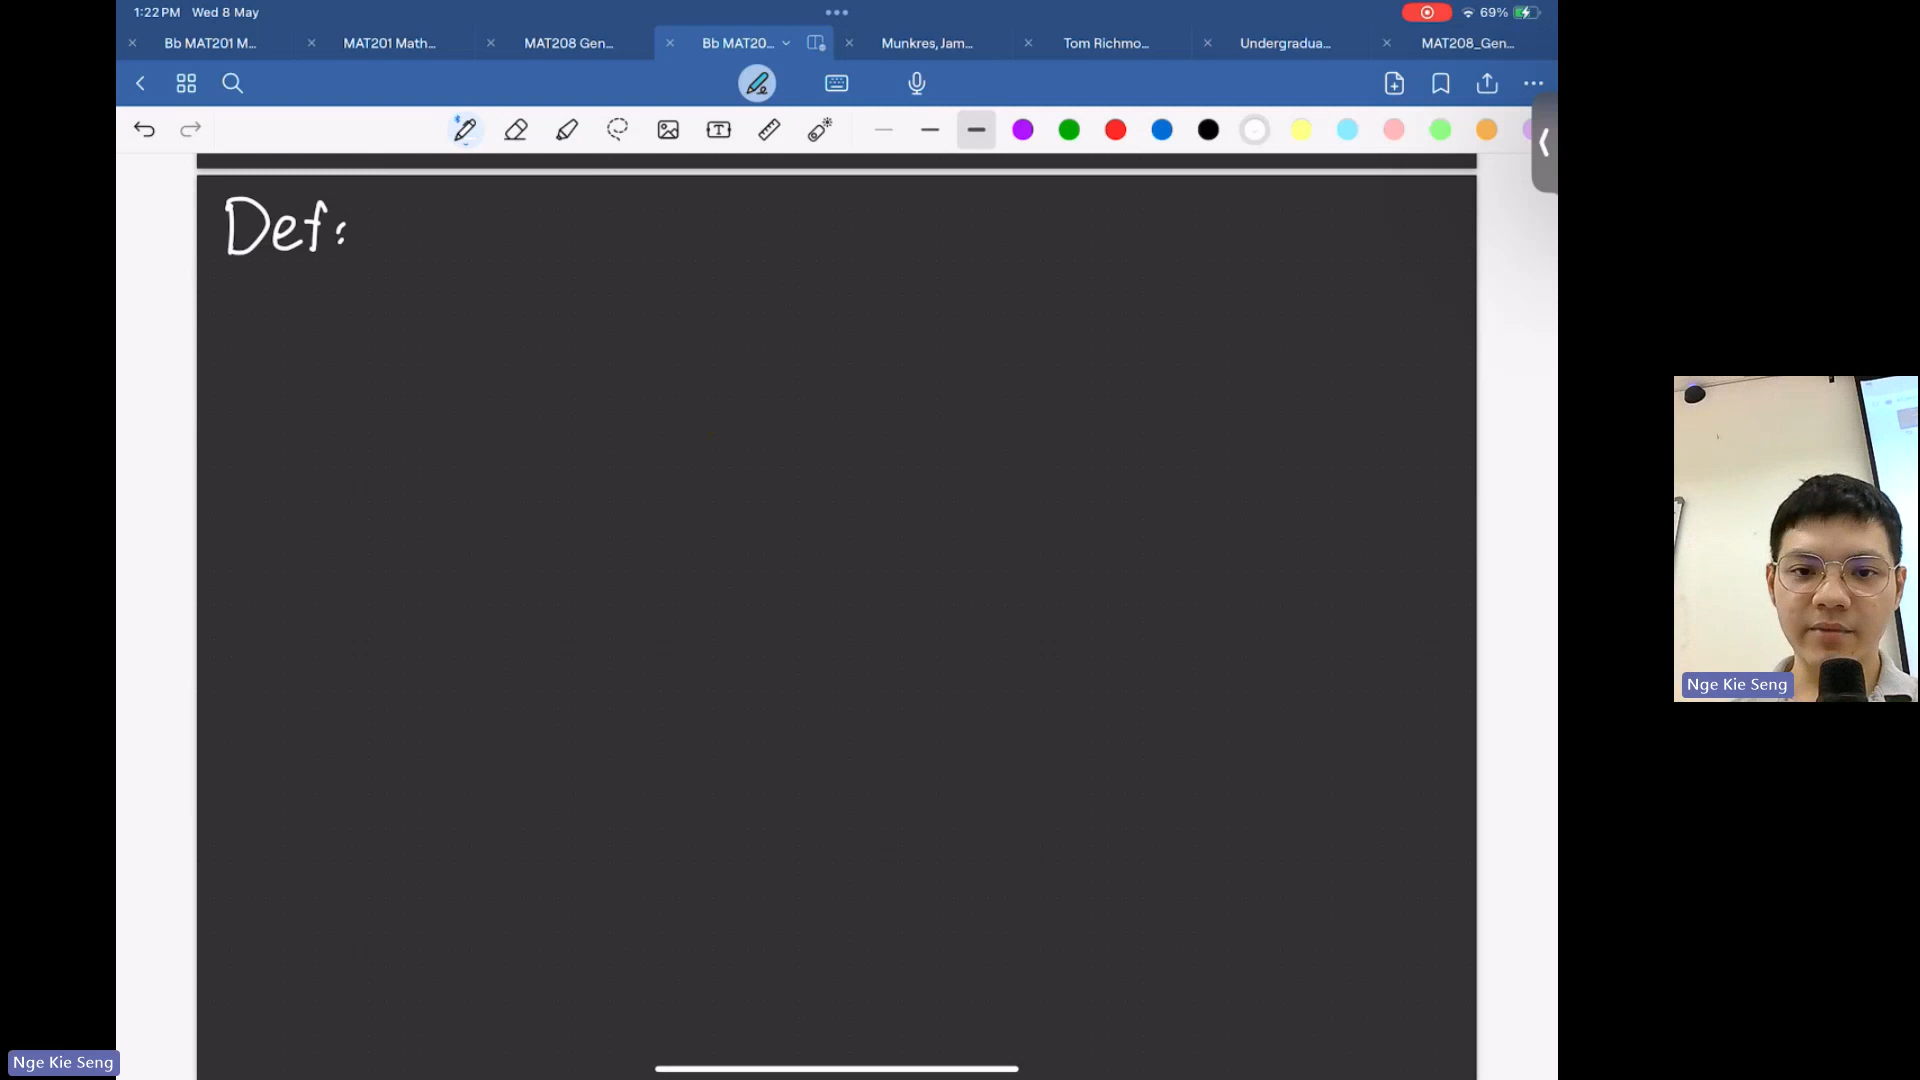 1:22 PM Wed 8 May
69%
Bb MAT201 M...
MAT201 Math...
MAT208 Gen...
Bb MAT20...
Munkres, Jam...
Tom Richmo...
Undergradua...
MAT208_Gen...
Def:
Nge Kie Seng
Nge Kie Seng